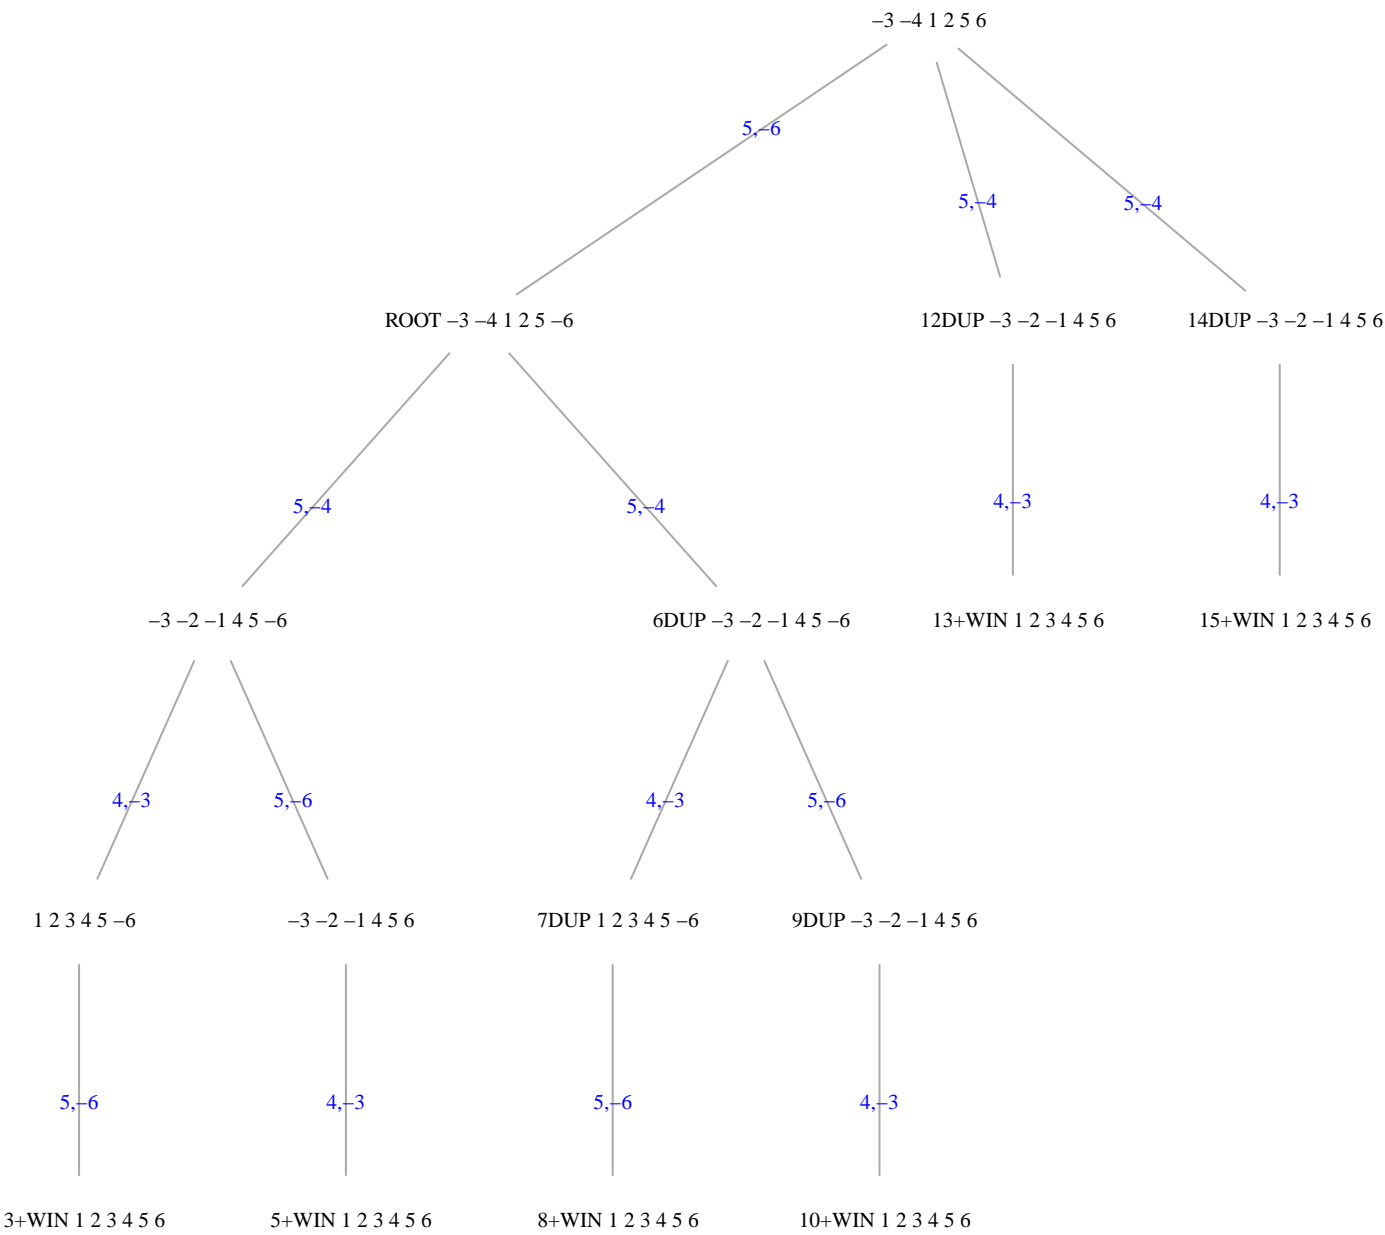 –3 –4 1 2 5 6
5,–6
5,–4
5,–4
ROOT –3 –4 1 2 5 –6
12DUP –3 –2 –1 4 5 6
14DUP –3 –2 –1 4 5 6
5,–4
5,–4
4,–3
4,–3
–3 –2 –1 4 5 –6
6DUP –3 –2 –1 4 5 –6
13+WIN 1 2 3 4 5 6
15+WIN 1 2 3 4 5 6
4,–3
5,–6
4,–3
5,–6
1 2 3 4 5 –6
–3 –2 –1 4 5 6
7DUP 1 2 3 4 5 –6
9DUP –3 –2 –1 4 5 6
5,–6
4,–3
5,–6
4,–3
3+WIN 1 2 3 4 5 6
5+WIN 1 2 3 4 5 6
8+WIN 1 2 3 4 5 6
10+WIN 1 2 3 4 5 6